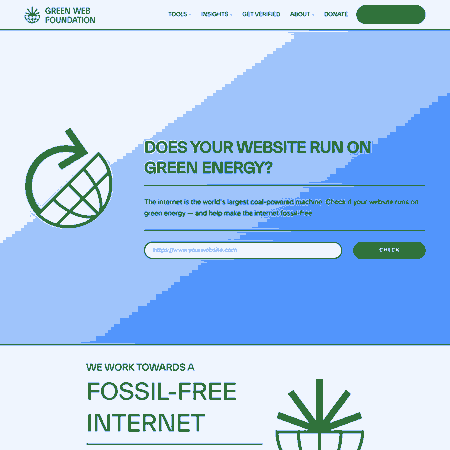 GREEN WEB
FOUNDATION
TOOLS INSIGHTS GET VERIFIED ABOUT DONATE
DOES YOUR WEBSITE RUN ON
GREEN ENERGY?
The internet is the world's largest coal-powered machine. Check if your website runs on
green energy — and help make the internet fossil-free
https://www.yourwebsite.com
CHECK
WE WORK TOWARDS A
FOSSIL-FREE
INTERNET